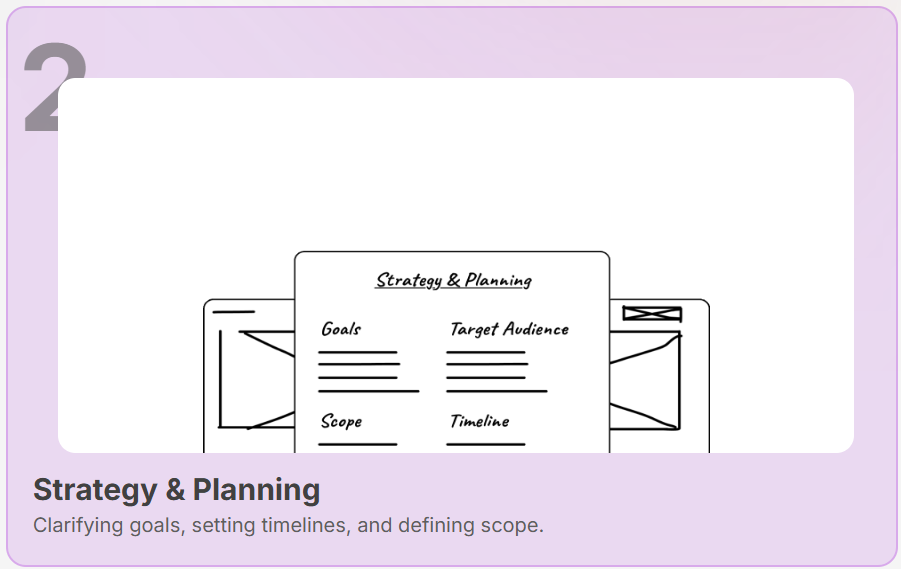 2
Strategy & Planning
Goals
Target Audience
Scope
Timeline
Strategy & Planning
Clarifying goals, setting timelines, and defining scope.